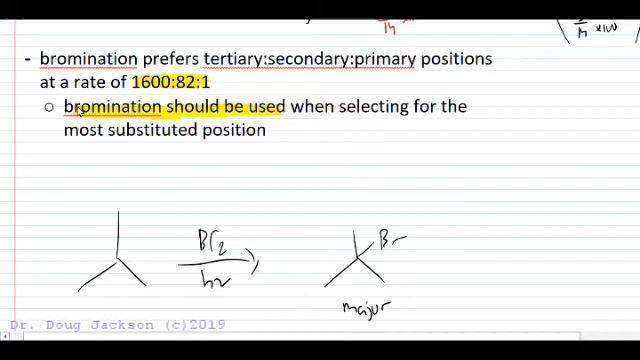 - bromination prefers tertiary:secondary:primary positions
at a rate of 1600:82:1
○ bromination should be used when selecting for the
most substituted position
Br2
hν
Br
major
Dr. Doug Jackson (c)2019